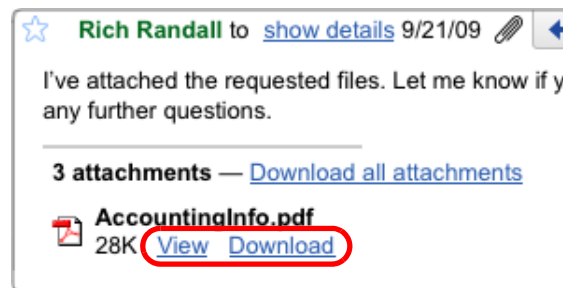 Rich Randall to show details 9/21/09
I've attached the requested files. Let me know if
any further questions.
3 attachments — Download all attachments
AccountingInfo.pdf
28K View Download